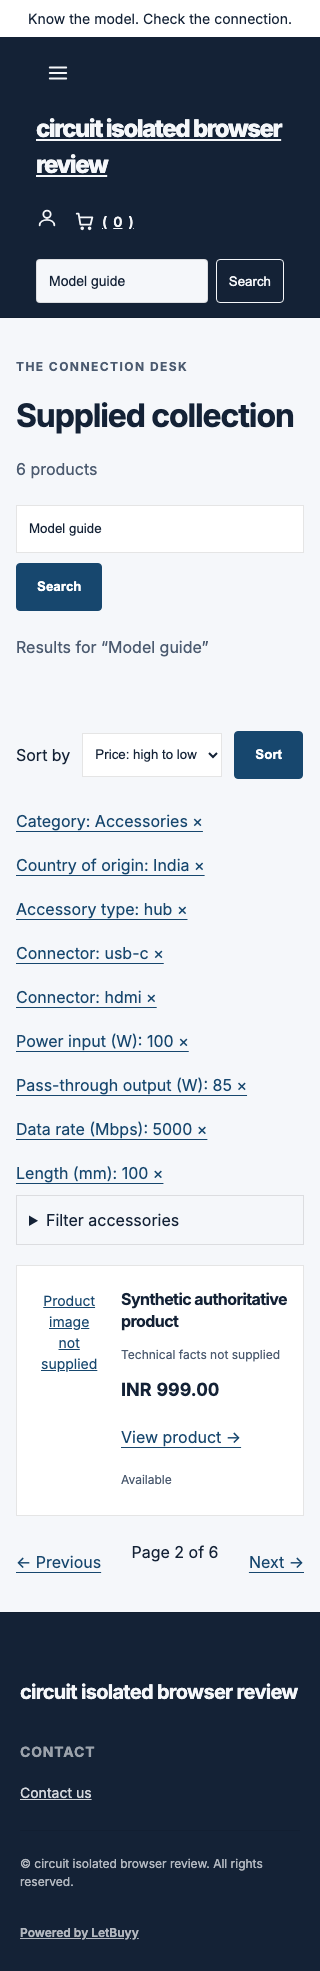 Know the model. Check the connection.
circuit isolated browser
review
( 0 )
Model guide
Search
THE CONNECTION DESK
Supplied collection
6 products
Model guide
Search
Results for “Model guide”
Sort by
Price: high to low
Sort
Category: Accessories ×
Country of origin: India ×
Accessory type: hub ×
Connector: usb-c ×
Connector: hdmi ×
Power input (W): 100 ×
Pass-through output (W): 85 ×
Data rate (Mbps): 5000 ×
Length (mm): 100 ×
Filter accessories
Product
image
not
supplied
Synthetic authoritative
product
Technical facts not supplied
INR 999.00
View product →
Available
← Previous
Page 2 of 6
Next →
circuit isolated browser review
CONTACT
Contact us
© circuit isolated browser review. All rights
reserved.
Powered by LetBuyy